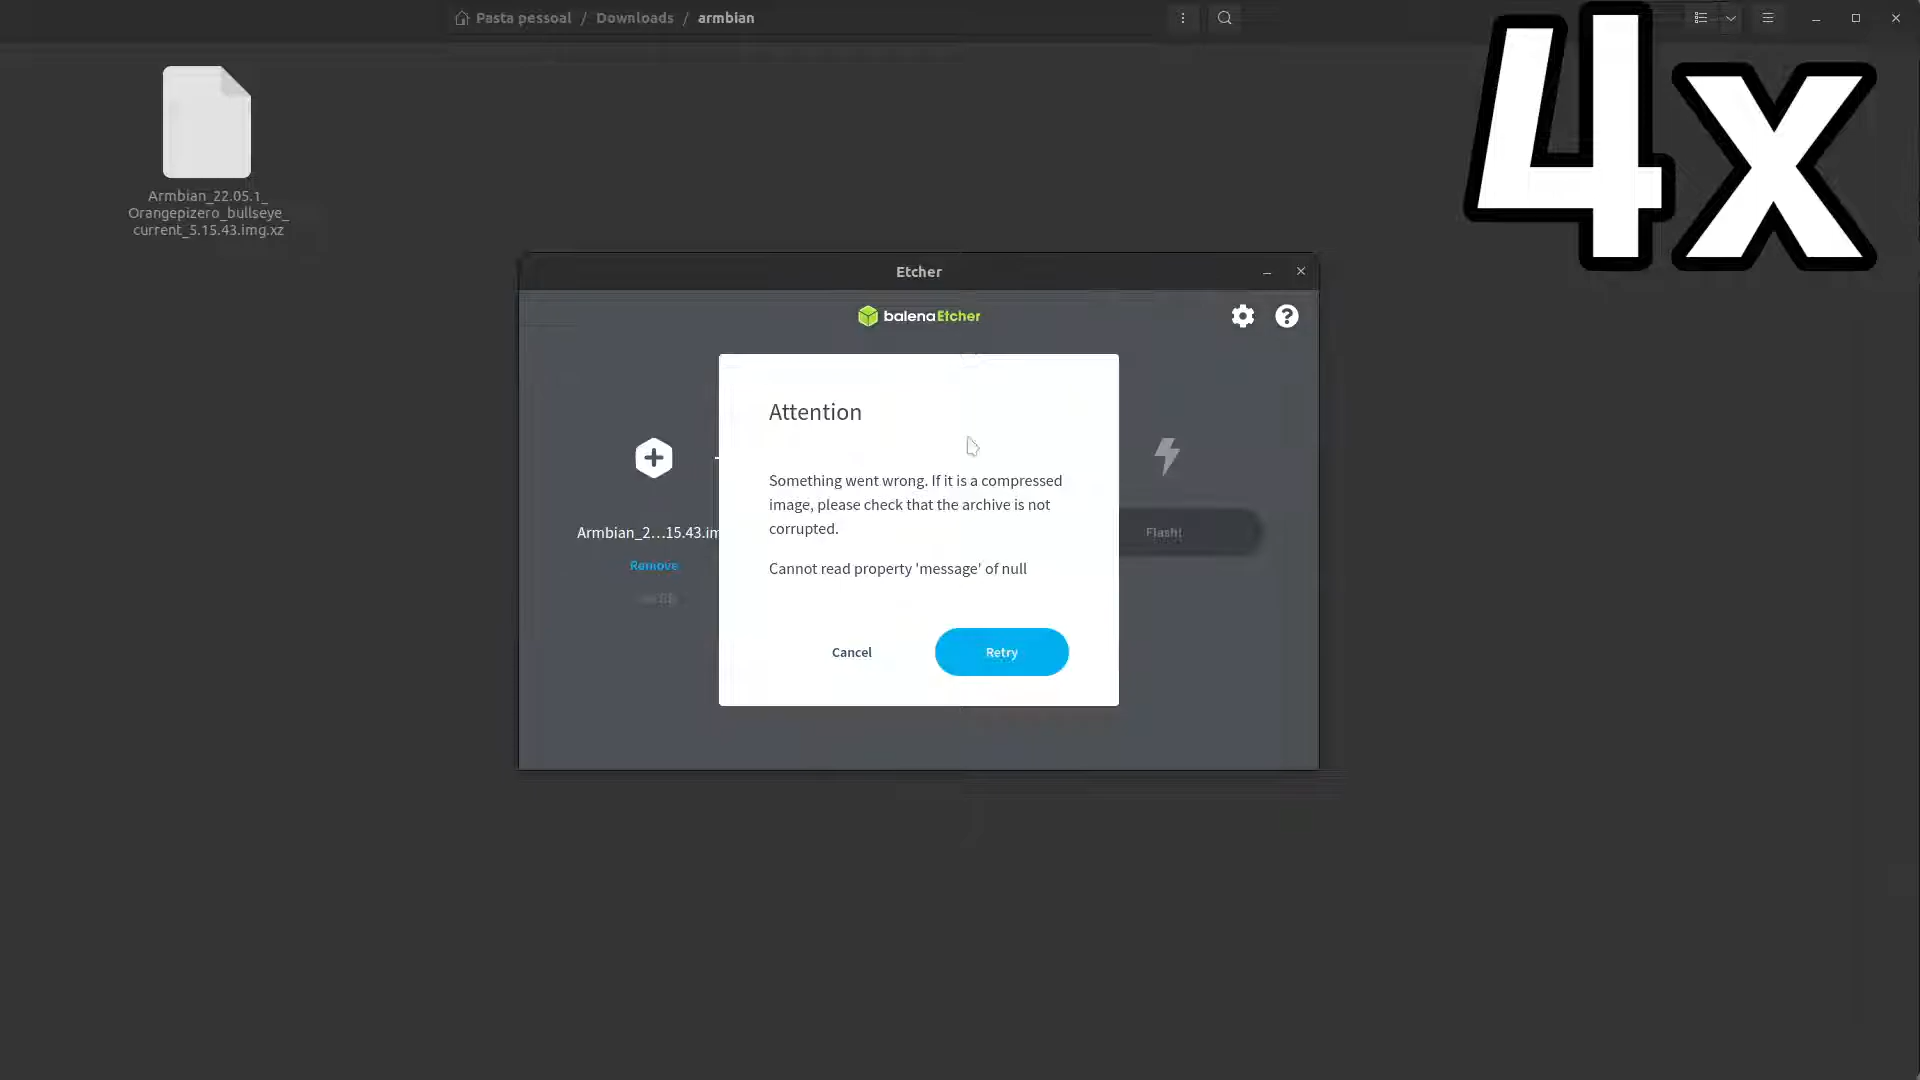 Pasta pessoal / Downloads / armbian
4x
Armbian_22.05.1_
Orangepizero_bullseye_
current_5.15.43.img.xz
Etcher
balenaEtcher
Attention
Something went wrong. If it is a compressed
image, please check that the archive is not
corrupted.
Cannot read property 'message' of null
Armbian_2...15.43.im
Flash!
Remove
Cancel
Retry